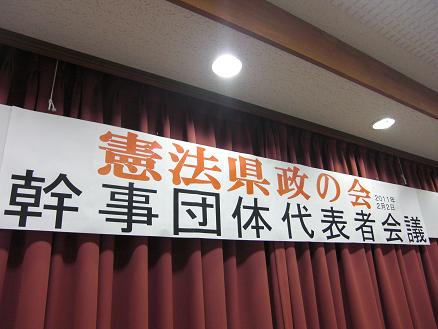 憲法県政の会
2011年
2月2日
幹事団体代表者会議